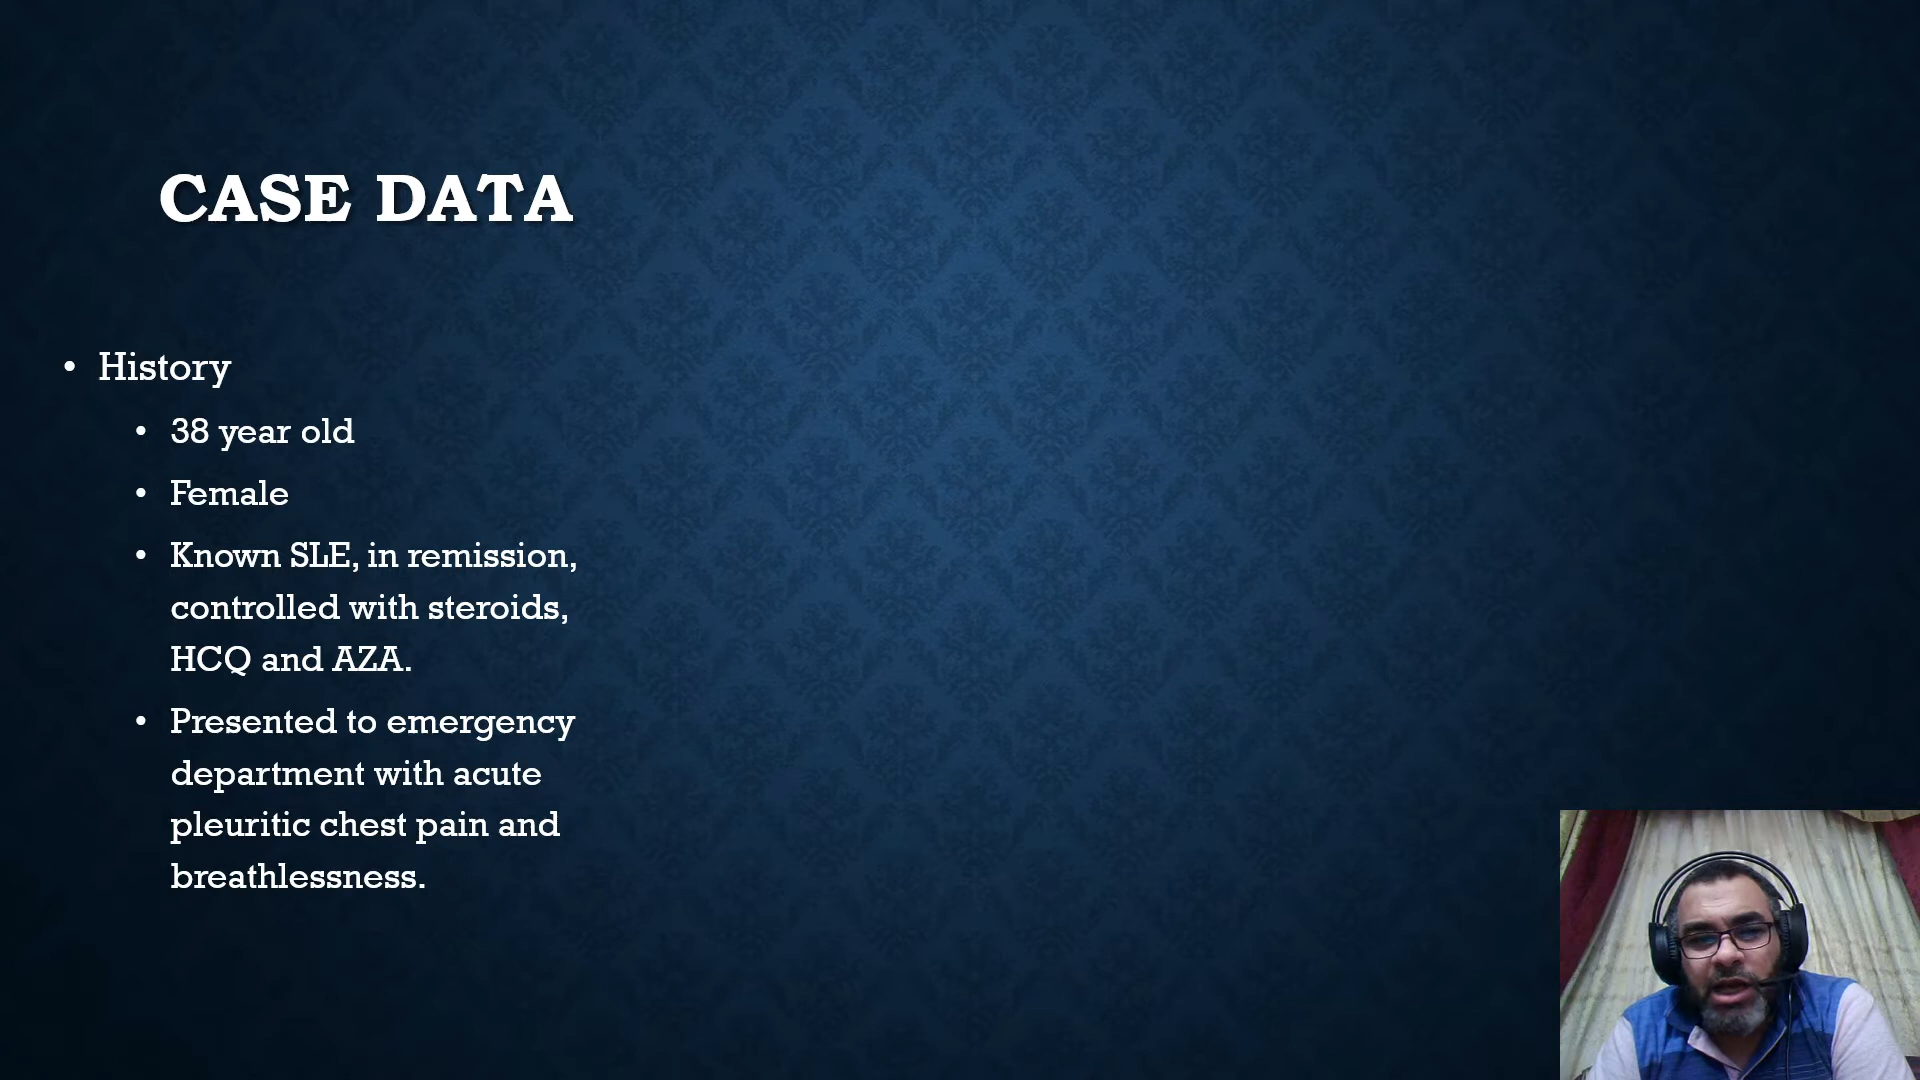 CASE DATA
• History
• 38 year old
• Female
• Known SLE, in remission,
controlled with steroids,
HCQ and AZA.
• Presented to emergency
department with acute
pleuritic chest pain and
breathlessness.